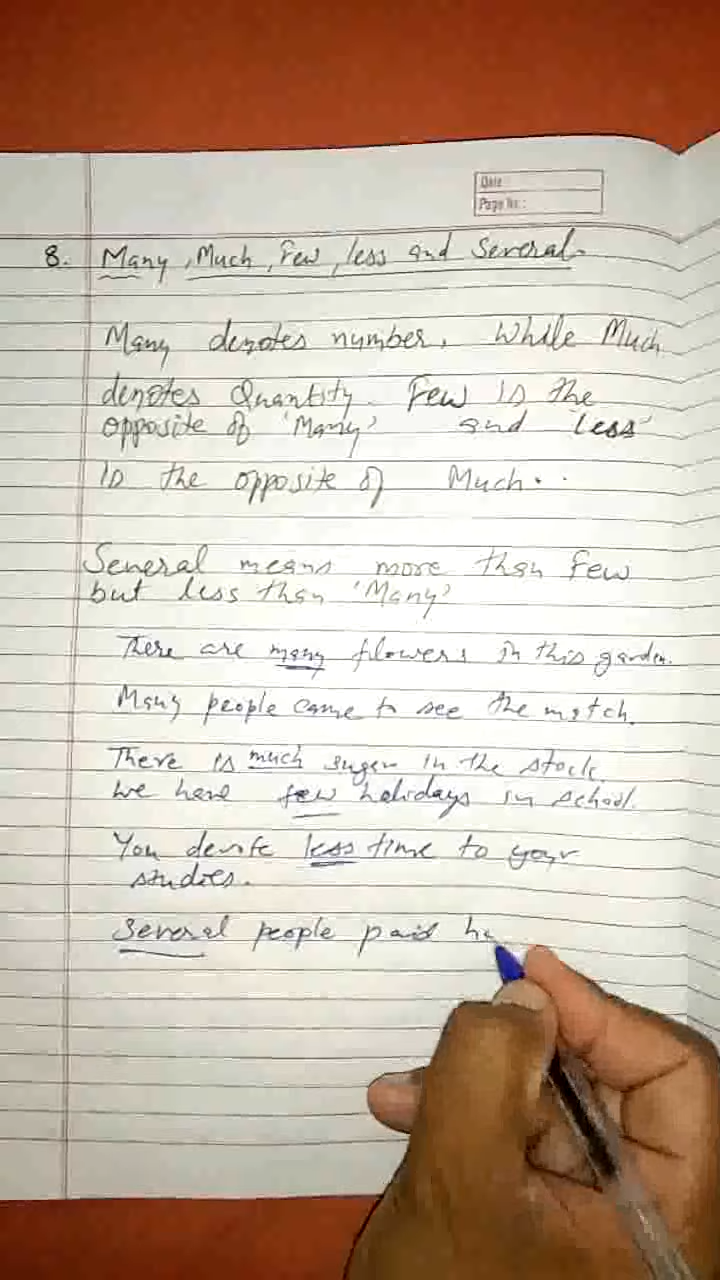 Date
Page No.:
8. Many, Much, Few, less and Several.
Many denotes number. While Much
denotes Quantity. Few is the
opposite of 'Many' and less
is the opposite of Much.
Several means more than Few
but less than 'Many'
There are many flowers in this garden.
Many people came to see the match.
There is much sugar in the stock.
We have few holidays in school.
You devote less time to your
studies.
Several people paid